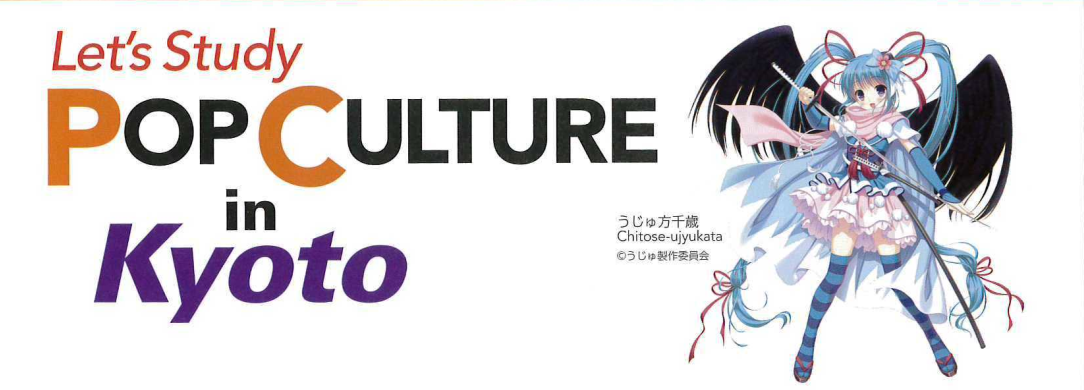 Let's Study
POP CULTURE
in
Kyoto
うじゅ方千歳
Chitose-ujyukata
©うじゅ製作委員会